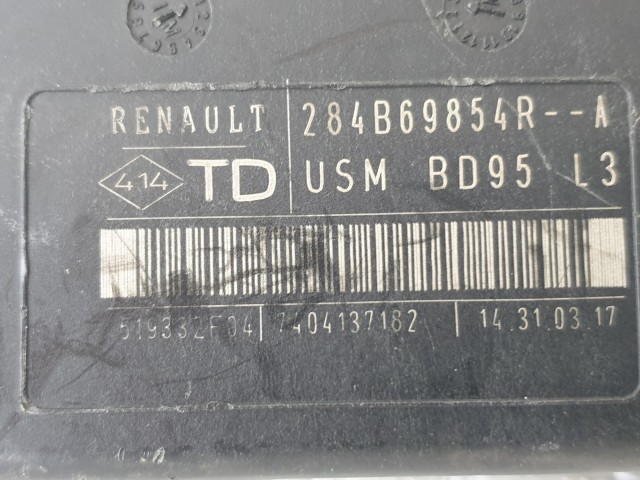 RENAULT 284B69854R--A
414 TD USM BD95 L3
519332F04 7404137182 14.31.03.17